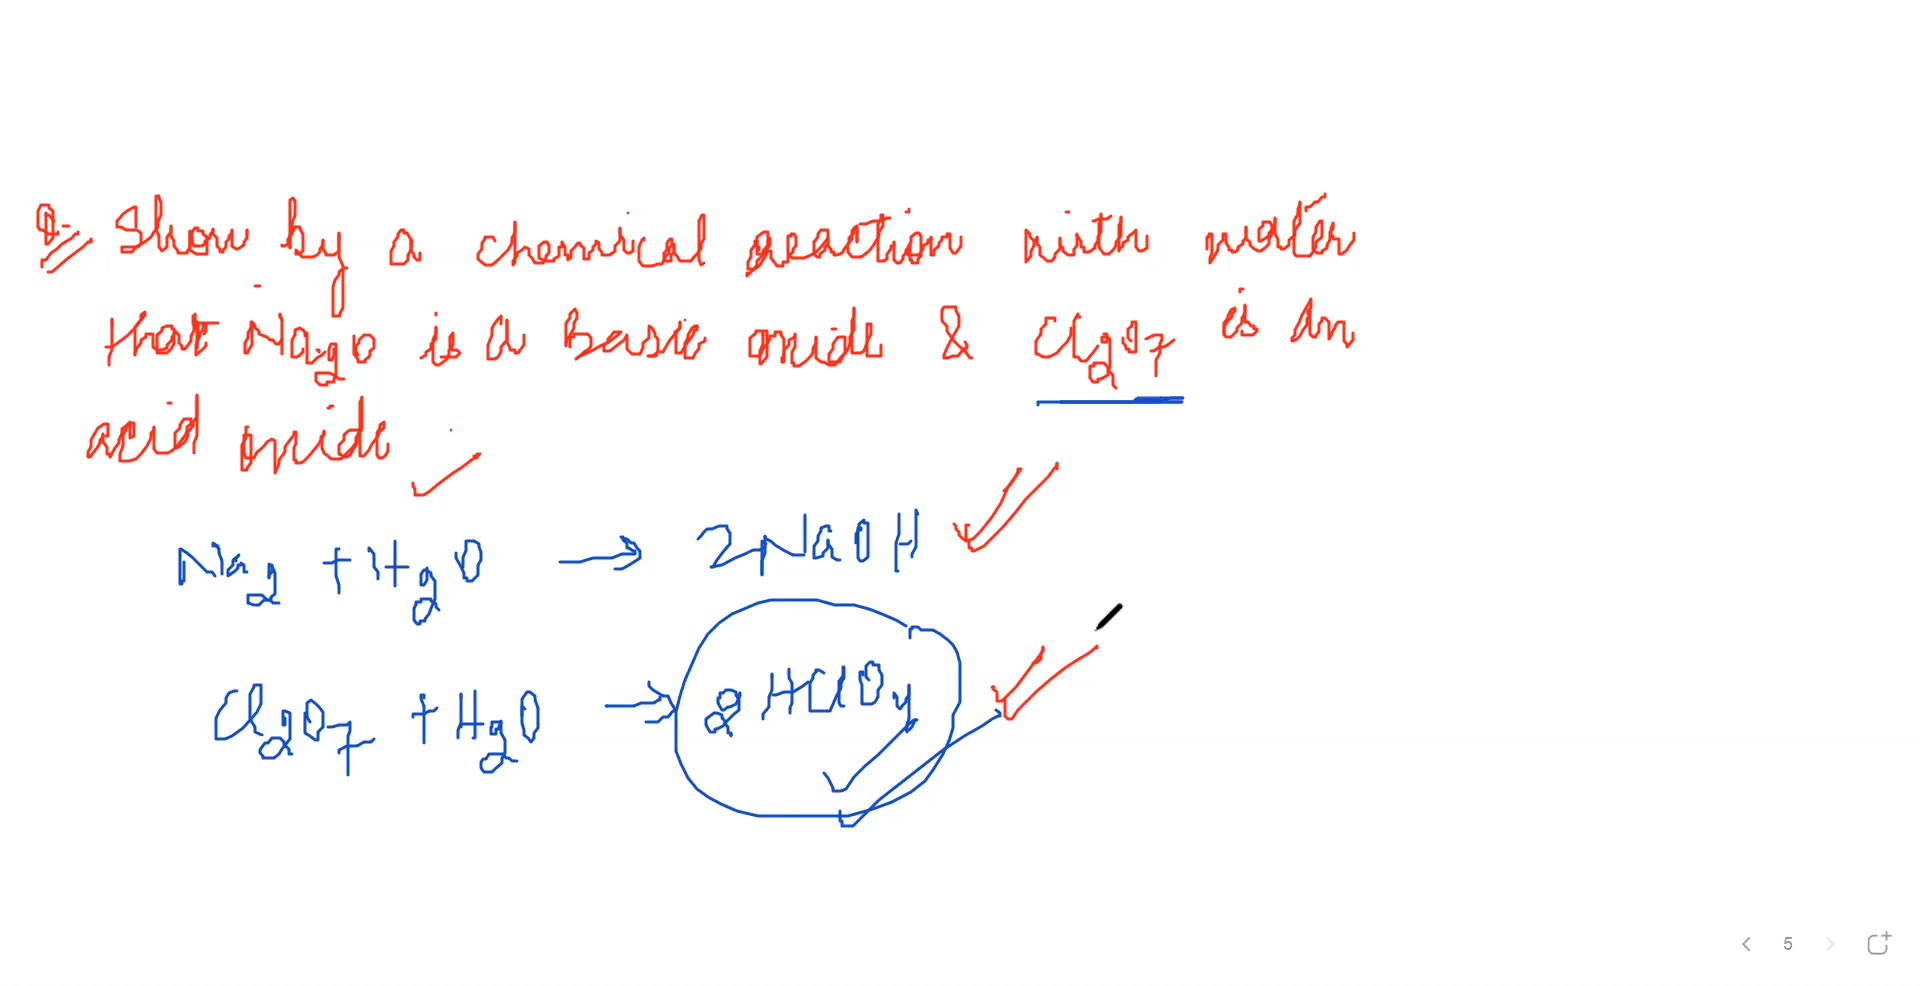 Q- Show by a chemical reaction with water
that Na2O is a Basic oxide & Cl2O7 is an
acid oxide
Na2 + H2O → 2NaOH
Cl2O7 + H2O → 2HClO4
5